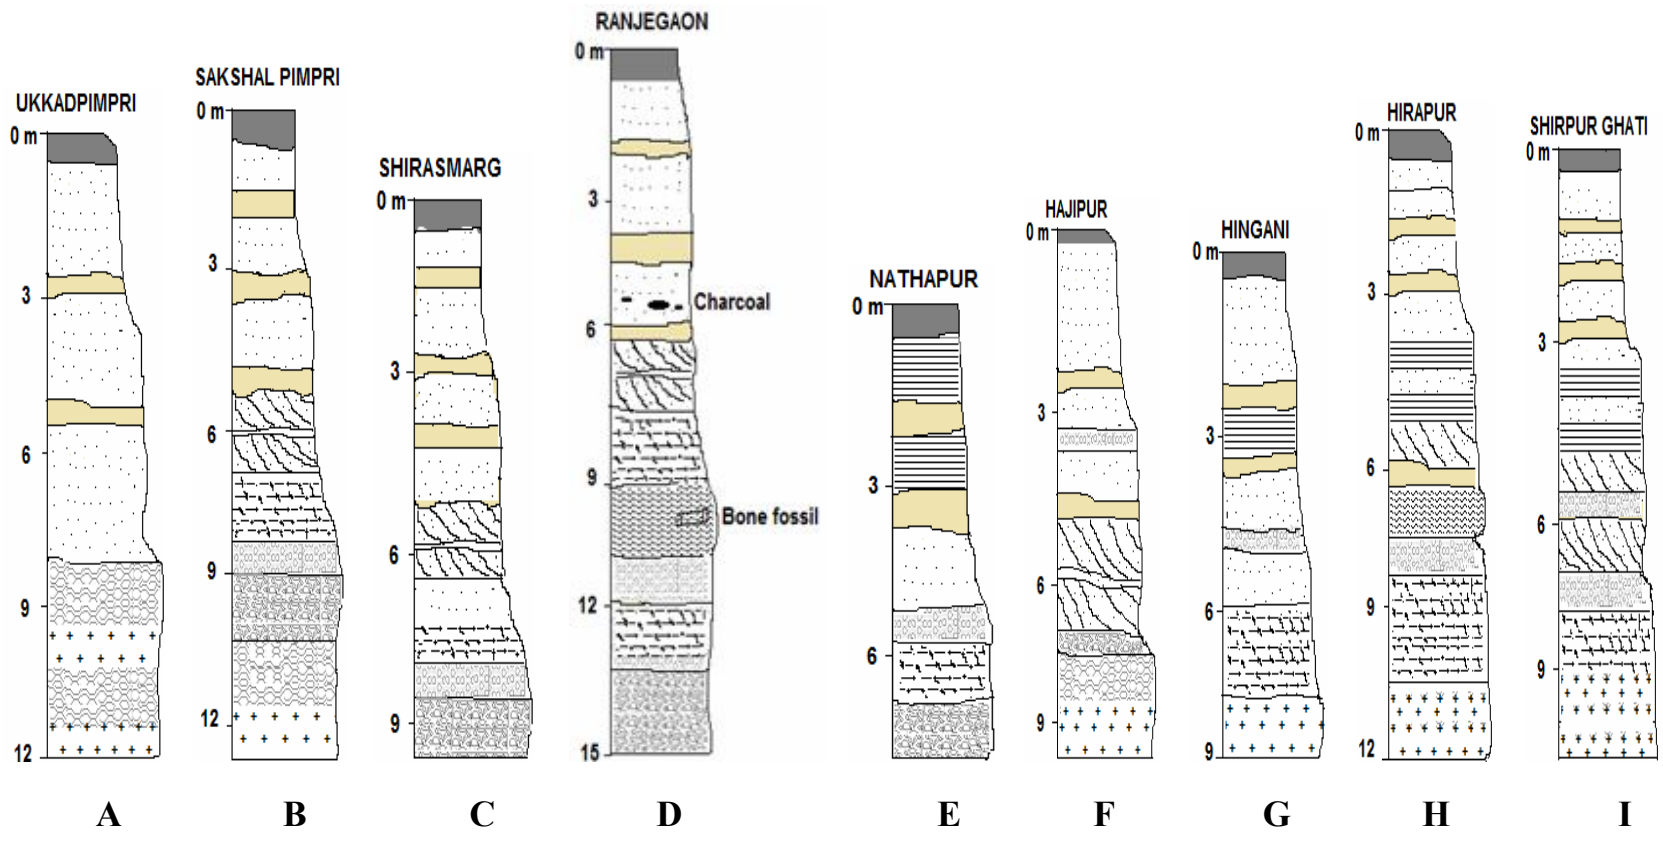 UKKADPIMPRI
0 m
3
6
9
12
SAKSHAL PIMPRI
0 m
3
6
9
12
SHIRASMARG
0 m
3
6
9
RANJEGAON
0 m
3
6
9
12
15
Charcoal
Bone fossil
NATHAPUR
0 m
3
6
HAJIPUR
0 m
3
6
9
HINGANI
0 m
3
6
9
HIRAPUR
0 m
3
6
9
12
SHIRPUR GHATI
0 m
3
6
9
A B C D E F G H I